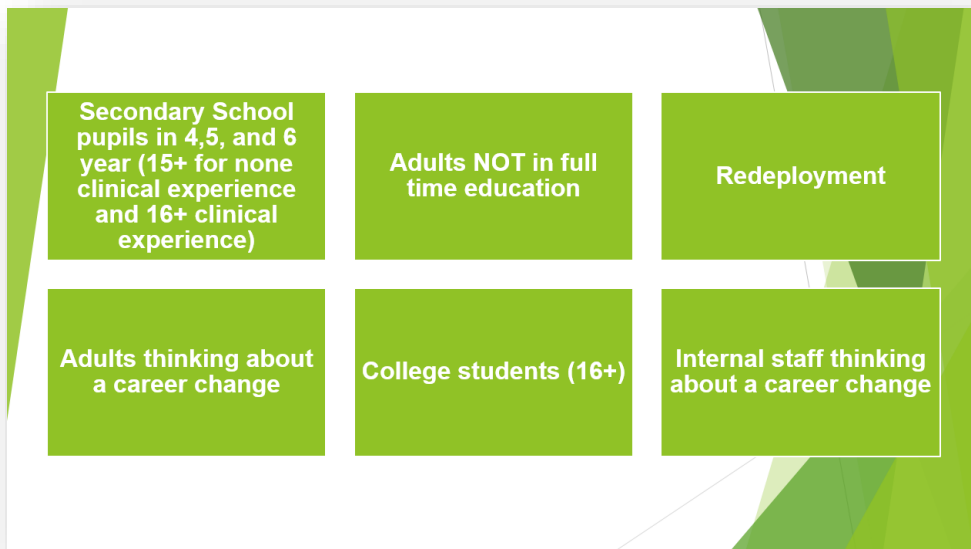 Secondary School
pupils in 4,5, and 6
year (15+ for none
clinical experience
and 16+ clinical
experience)
Adults NOT in full
time education
Redeployment
Adults thinking about
a career change
College students (16+)
Internal staff thinking
about a career change